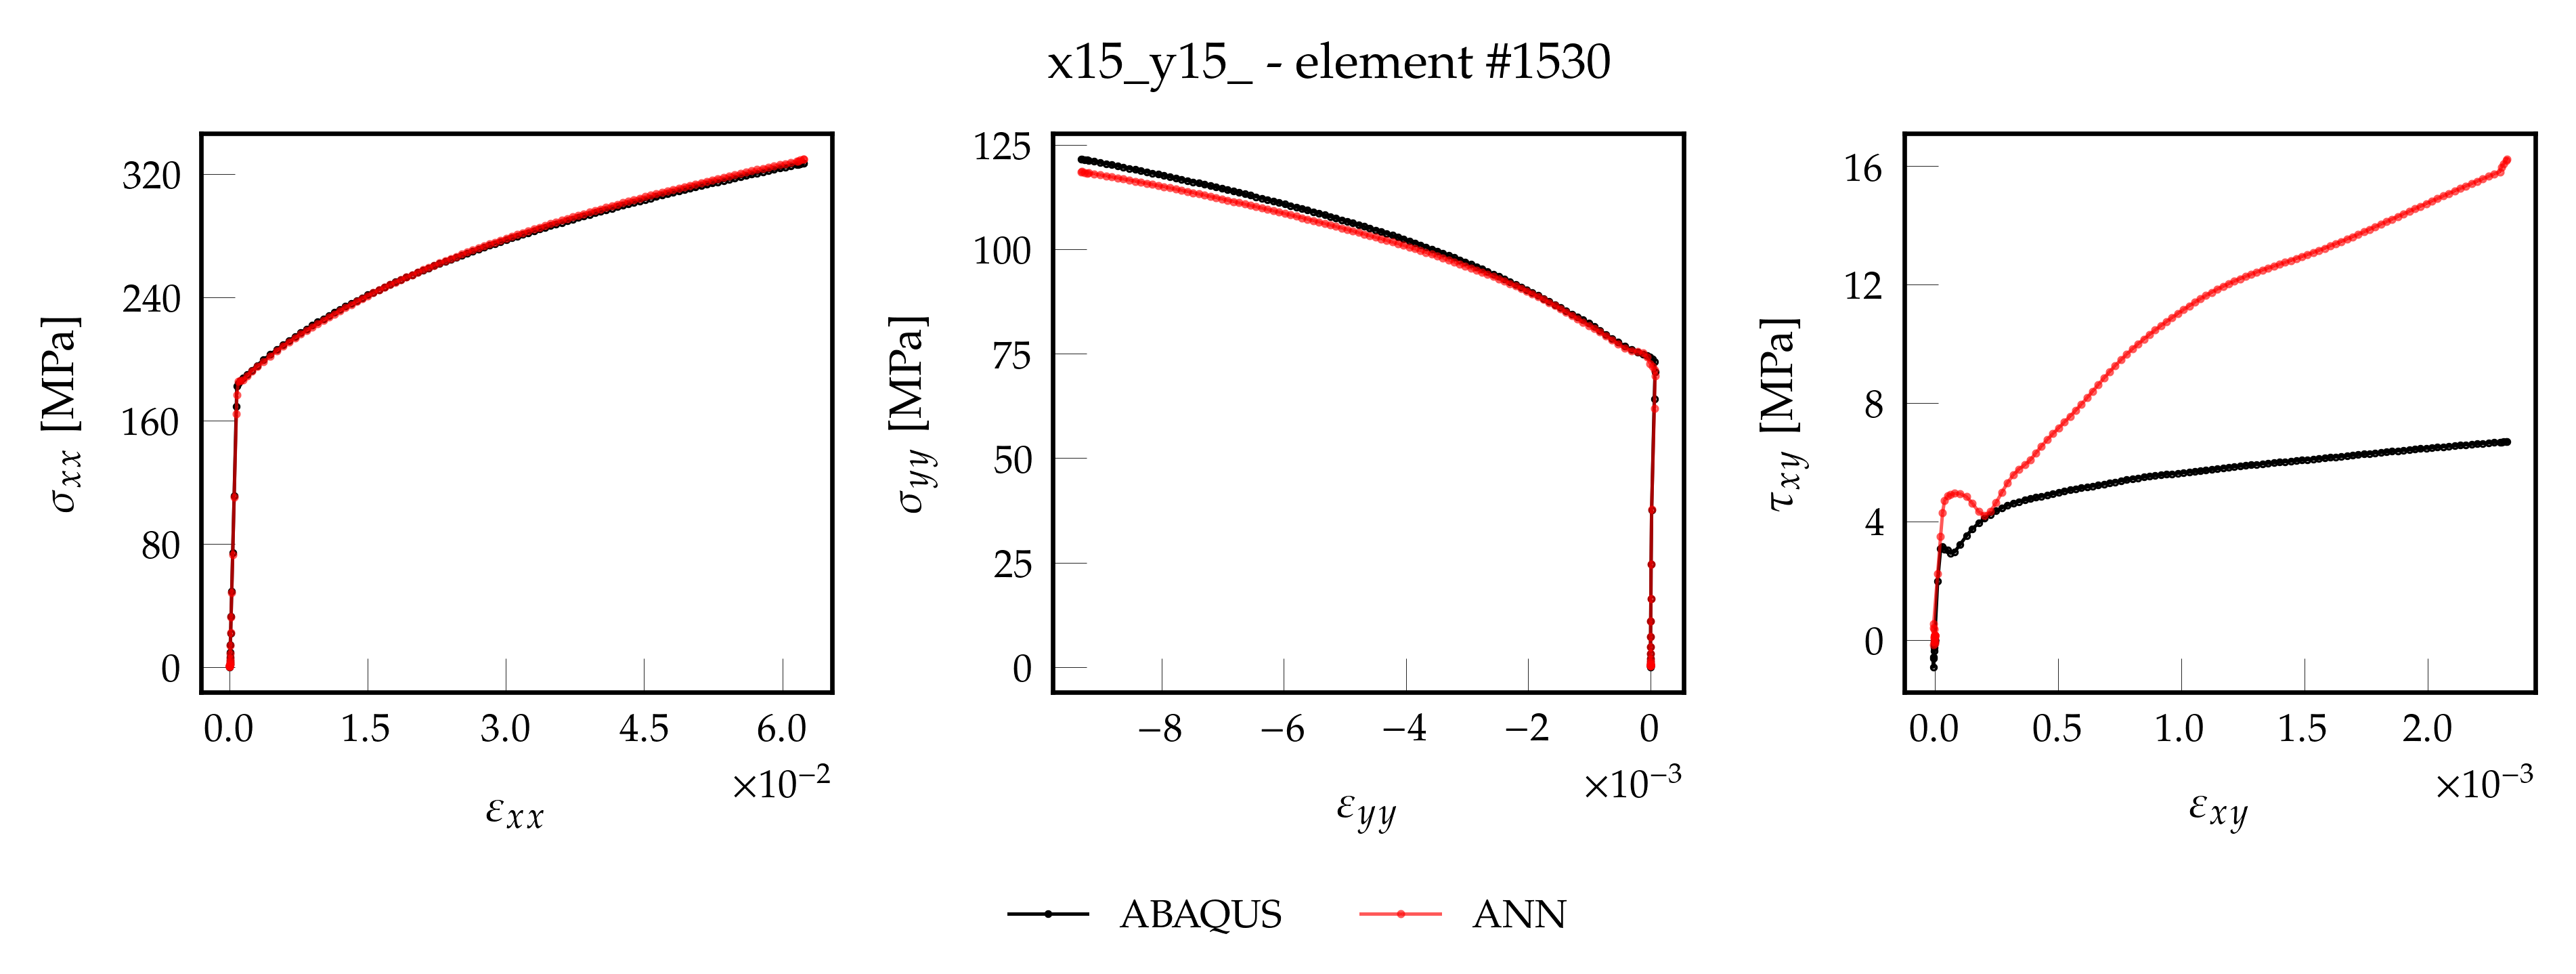 x15_y15_ - element #1530
σxx [MPa]
320
240
160
80
0
0.0 1.5 3.0 4.5 6.0
×10−2
εxx
σyy [MPa]
125
100
75
50
25
0
−8 −6 −4 −2 0
×10−3
εyy
τxy [MPa]
16
12
8
4
0
0.0 0.5 1.0 1.5 2.0
×10−3
εxy
ABAQUS ANN